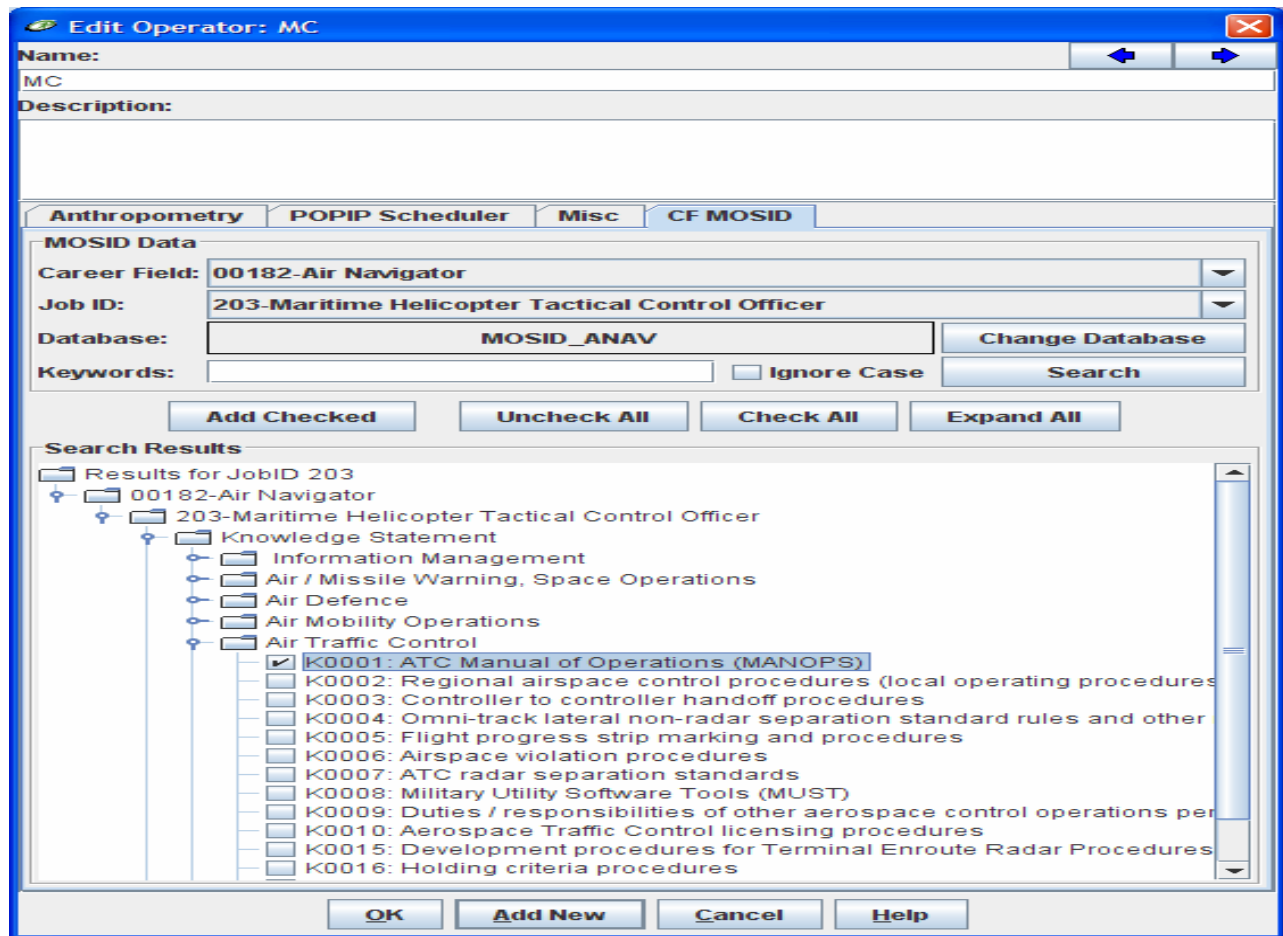 Edit Operator: MC
Name:
MC
Description:
Anthropometry POPIP Scheduler Misc CF MOSID
MOSID Data
Career Field: 00182-Air Navigator
Job ID: 203-Maritime Helicopter Tactical Control Officer
Database: MOSID_ANAV Change Database
Keywords: Ignore Case Search
Add Checked Uncheck All Check All Expand All
Search Results
Results for JobID 203
00182-Air Navigator
203-Maritime Helicopter Tactical Control Officer
Knowledge Statement
Information Management
Air / Missile Warning, Space Operations
Air Defence
Air Mobility Operations
Air Traffic Control
K0001: ATC Manual of Operations (MANOPS)
K0002: Regional airspace control procedures (local operating procedures
K0003: Controller to controller handoff procedures
K0004: Omni-track lateral non-radar separation standard rules and other
K0005: Flight progress strip marking and procedures
K0006: Airspace violation procedures
K0007: ATC radar separation standards
K0008: Military Utility Software Tools (MUST)
K0009: Duties / responsibilities of other aerospace control operations per
K0010: Aerospace Traffic Control licensing procedures
K0015: Development procedures for Terminal Enroute Radar Procedures
K0016: Holding criteria procedures
OK Add New Cancel Help